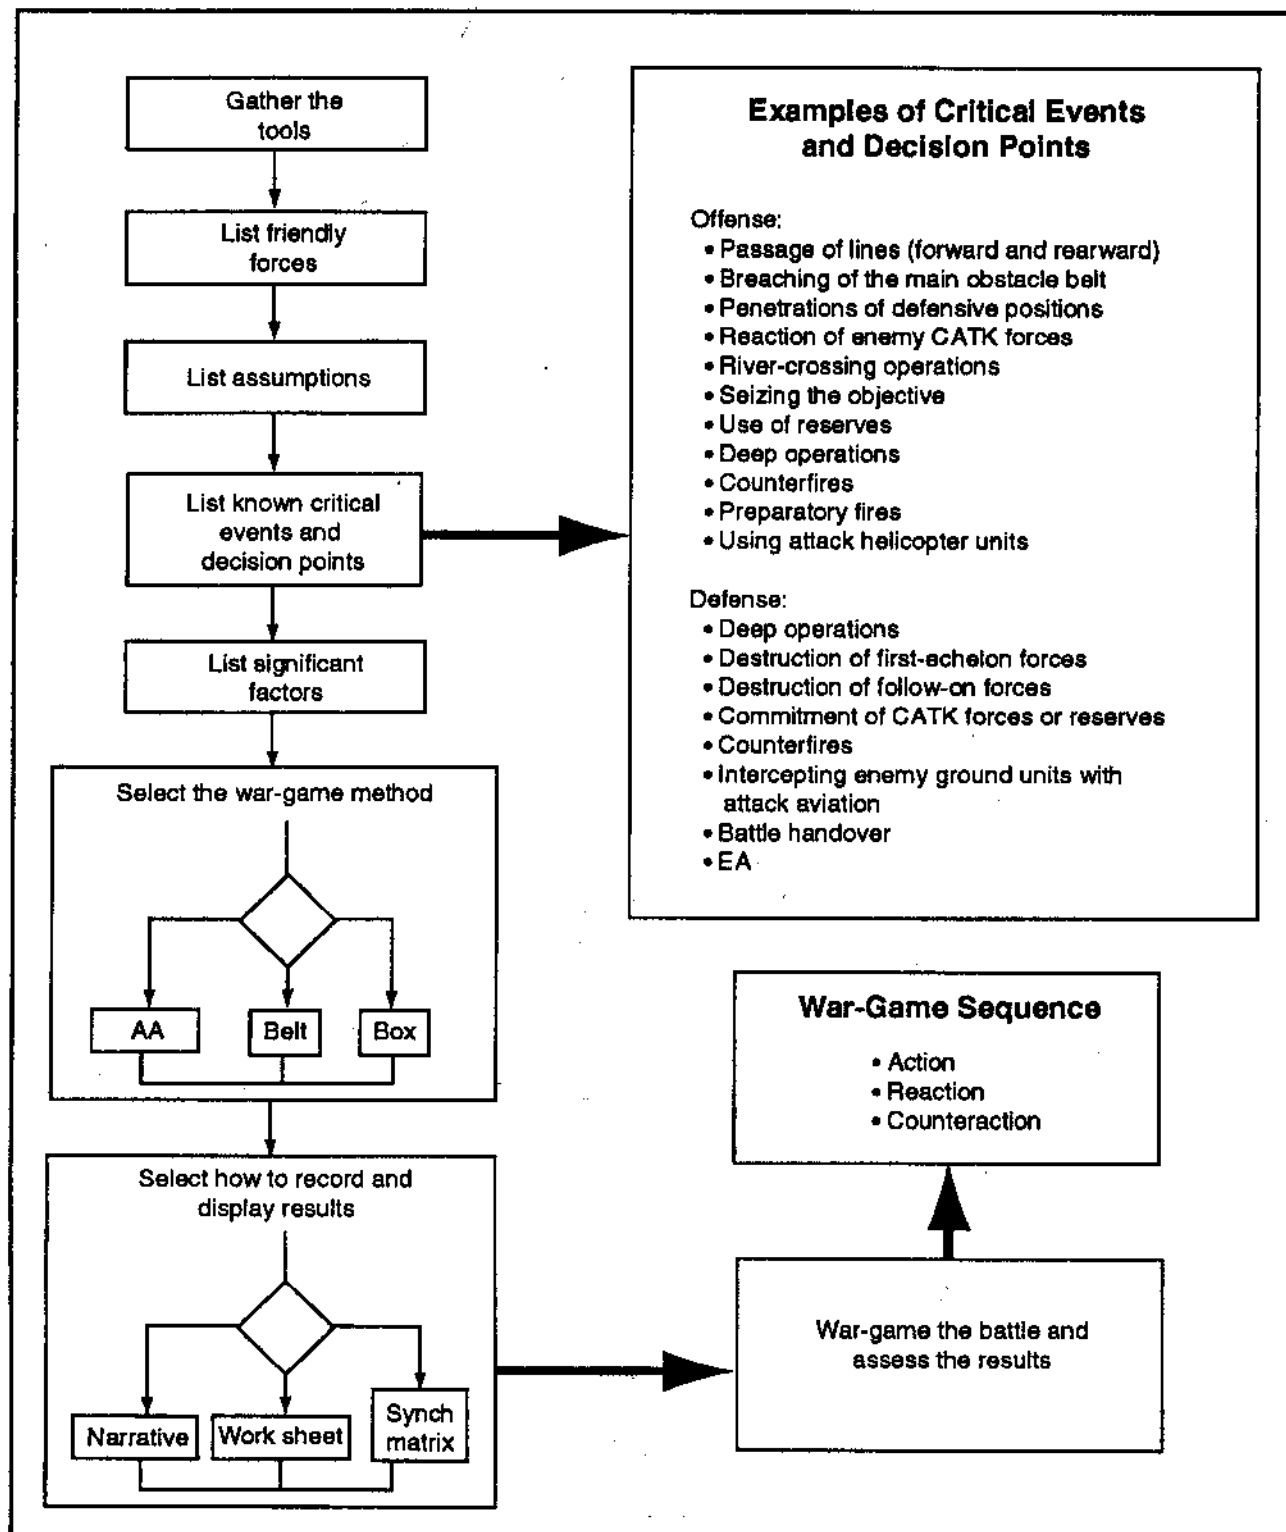 Gather the
tools
List friendly
forces
List assumptions
List known critical
events and
decision points
List significant
factors
Select the war-game method
AA
Belt
Box
Select how to record and
display results
Narrative
Work sheet
Synch
matrix
Examples of Critical Events
and Decision Points
Offense:
• Passage of lines (forward and rearward)
• Breaching of the main obstacle belt
• Penetrations of defensive positions
• Reaction of enemy CATK forces
• River-crossing operations
• Seizing the objective
• Use of reserves
• Deep operations
• Counterfires
• Preparatory fires
• Using attack helicopter units
Defense:
• Deep operations
• Destruction of first-echelon forces
• Destruction of follow-on forces
• Commitment of CATK forces or reserves
• Counterfires
• Intercepting enemy ground units with
attack aviation
• Battle handover
• EA
War-Game Sequence
• Action
• Reaction
• Counteraction
War-game the battle and
assess the results